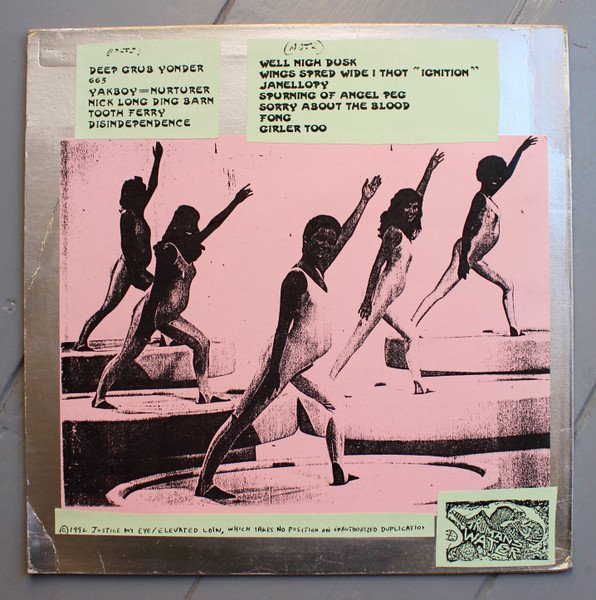 DEEP GRUB YONDER
665
YAKBOY=NURTURER
NICK LONG DING BARN
TOOTH FERRY
DISINDEPENDENCE
WELL NIGH DUSK
WINGS SPRED WIDE I THOT "IGNITION"
JANELLOPY
SPURNING OF ANGEL PEG
SORRY ABOUT THE BLOOD
FONG
GIRLER TOO
©1992 JUSTICE MY EYE/ELEVATED LOIN, WHICH TAKES NO POSITION ON UNAUTHORIZED DUPLICATION
WATER